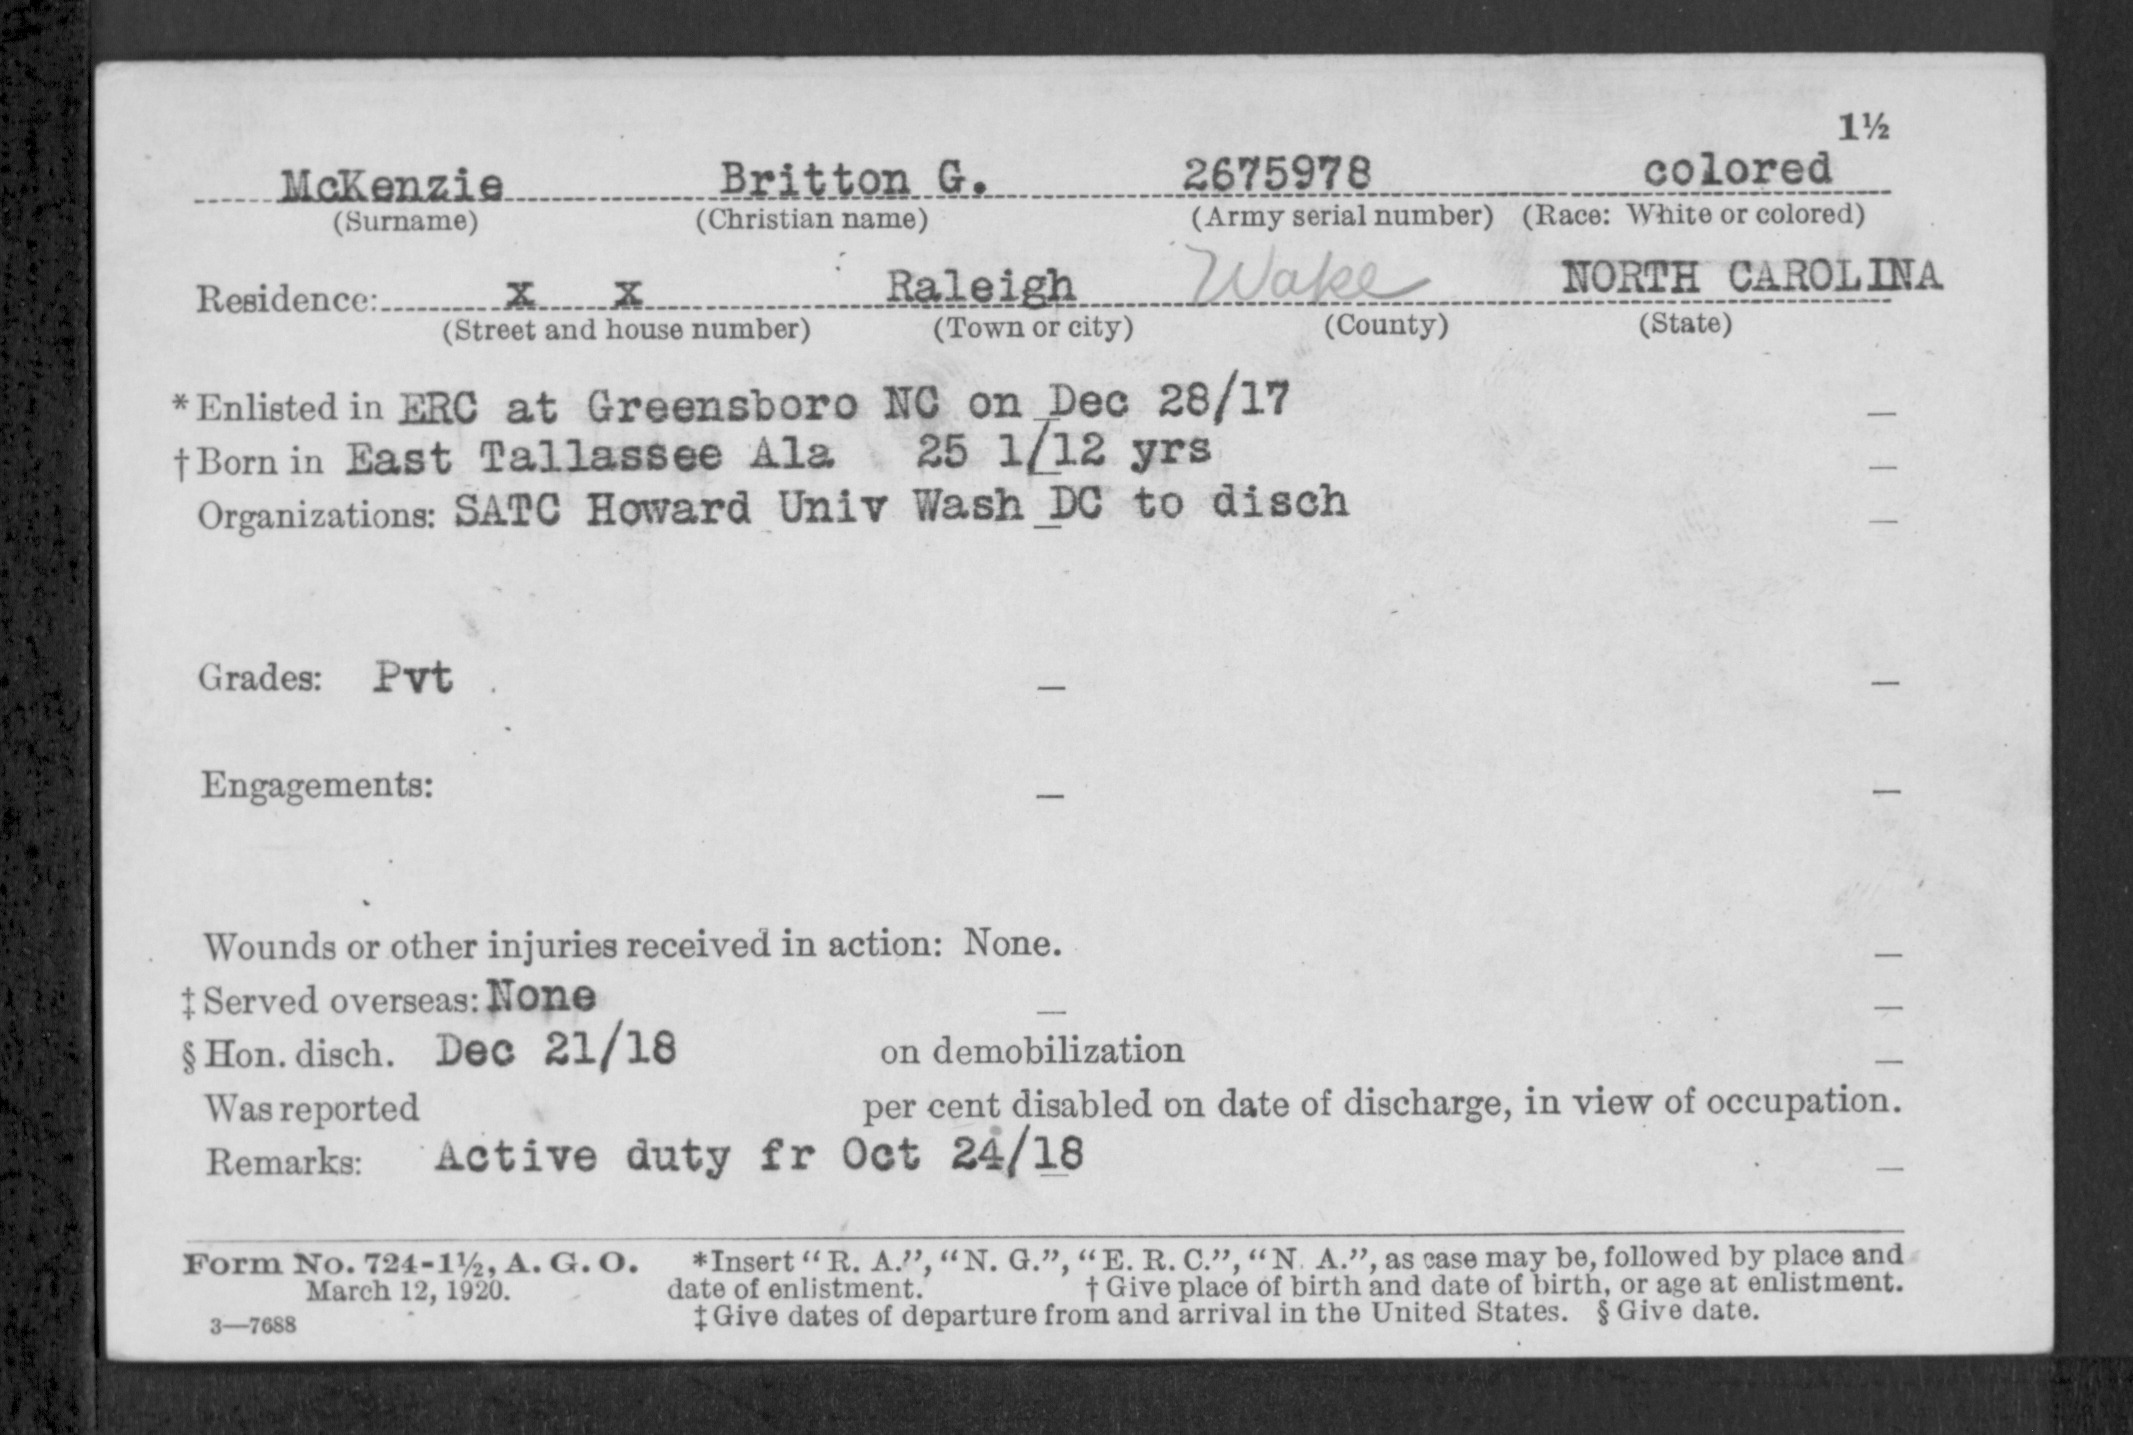 1½
McKenzie Britton G. 2675978 colored
(Surname) (Christian name) (Army serial number) (Race: White or colored)
Residence: x x Raleigh Wake NORTH CAROLINA
(Street and house number) (Town or city) (County) (State)
*Enlisted in ERC at Greensboro NC on Dec 28/17 —
†Born in East Tallassee Ala 25 1/12 yrs —
Organizations: SATC Howard Univ Wash DC to disch —
Grades: Pvt — —
Engagements: — —
Wounds or other injuries received in action: None. —
‡Served overseas: None — —
§Hon. disch. Dec 21/18 on demobilization —
Was reported per cent disabled on date of discharge, in view of occupation.
Remarks: Active duty fr Oct 24/18 —
Form No. 724-1½, A. G. O. *Insert "R. A.", "N. G.", "E. R. C.", "N. A.", as case may be, followed by place and
March 12, 1920. date of enlistment. †Give place of birth and date of birth, or age at enlistment.
3—7688 ‡Give dates of departure from and arrival in the United States. §Give date.